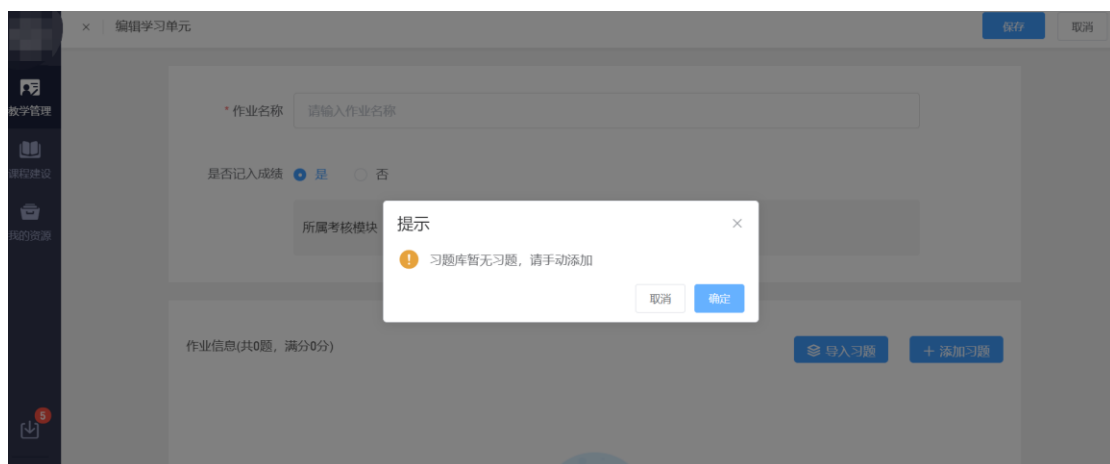 × 编辑学习单元 保存 取消
教学管理
* 作业名称 请输入作业名称
课程建设
是否记入成绩 是 否
我的资源
所属考核模块
提示 ×
! 习题库暂无习题，请手动添加
取消 确定
作业信息(共0题，满分0分) 导入习题 + 添加习题
5